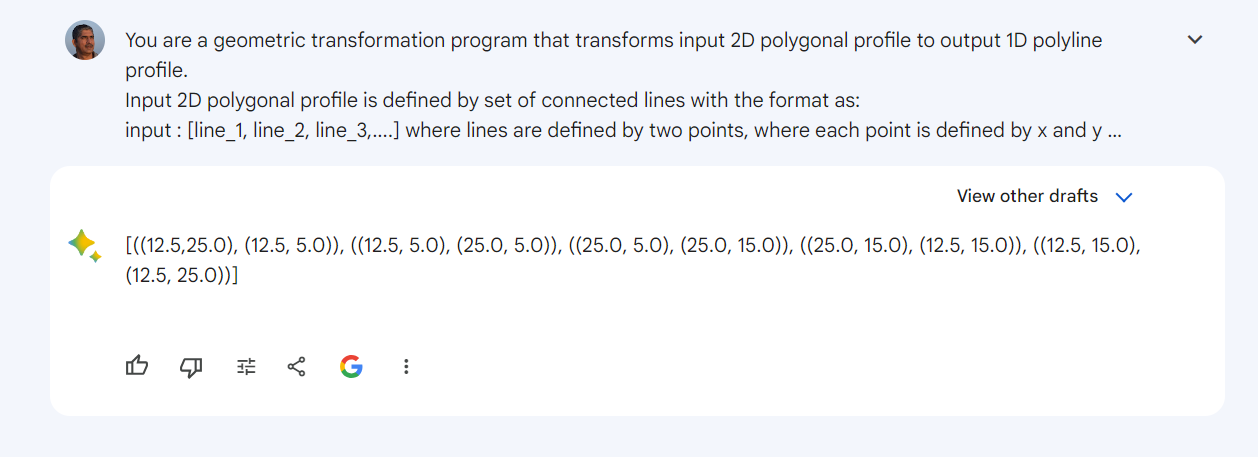 You are a geometric transformation program that transforms input 2D polygonal profile to output 1D polyline
profile.
Input 2D polygonal profile is defined by set of connected lines with the format as:
input : [line_1, line_2, line_3,....] where lines are defined by two points, where each point is defined by x and y ...
View other drafts
[((12.5,25.0), (12.5, 5.0)), ((12.5, 5.0), (25.0, 5.0)), ((25.0, 5.0), (25.0, 15.0)), ((25.0, 15.0), (12.5, 15.0)), ((12.5, 15.0),
(12.5, 25.0))]